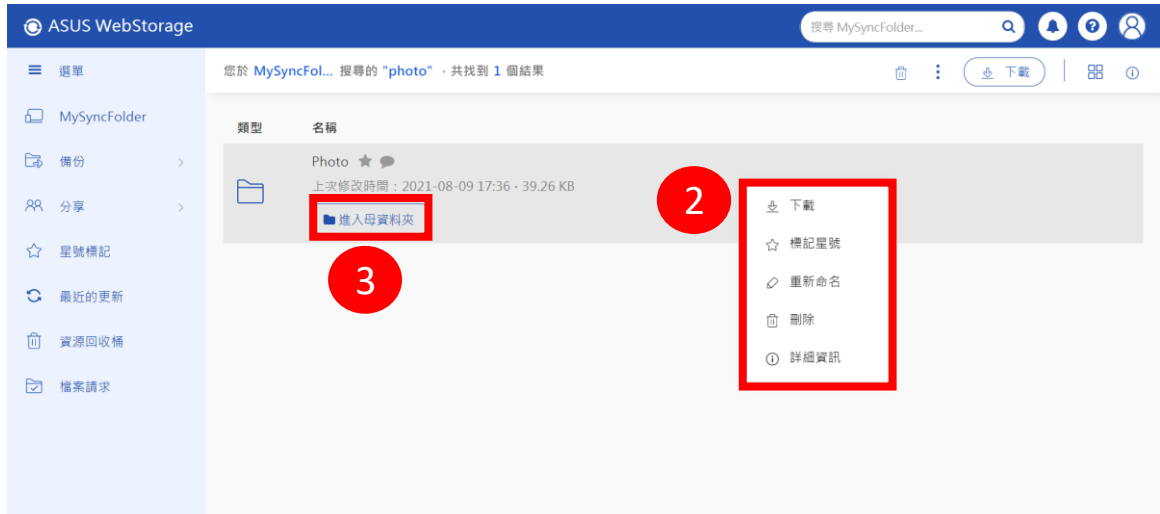 ASUS WebStorage
搜尋 MySyncFolder...
選單
您於 MySyncFol... 搜尋的 "photo" ，共找到 1 個結果
下載
MySyncFolder
備份
分享
星號標記
最近的更新
資源回收桶
檔案請求
類型 名稱
Photo
上次修改時間：2021-08-09 17:36 · 39.26 KB
進入母資料夾
3
2
下載
標記星號
重新命名
刪除
詳細資訊